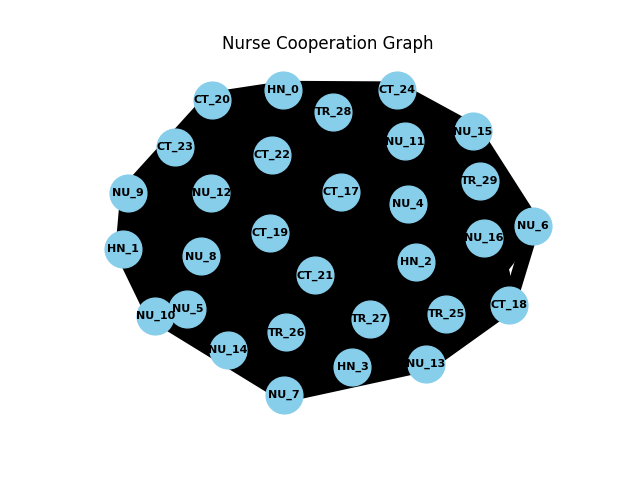 Nurse Cooperation Graph
HN_0
CT_24
CT_20
TR_28
NU_15
NU_11
CT_23
CT_22
TR_29
CT_17
NU_9
NU_12
NU_4
NU_6
CT_19
NU_16
HN_1
NU_8
HN_2
CT_21
CT_18
NU_5
NU_10
TR_25
TR_27
TR_26
NU_14
NU_13
HN_3
NU_7